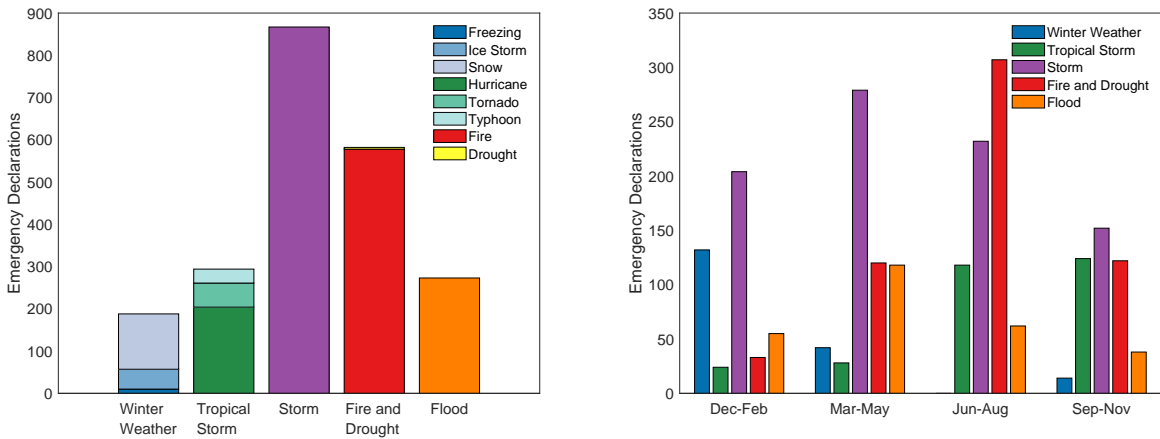 Emergency Declarations
900
800
700
600
500
400
300
200
100
0
Freezing
Ice Storm
Snow
Hurricane
Tornado
Typhoon
Fire
Drought
Winter
Weather
Tropical
Storm
Storm
Fire and
Drought
Flood
Emergency Declarations
350
300
250
200
150
100
50
0
Winter Weather
Tropical Storm
Storm
Fire and Drought
Flood
Dec-Feb
Mar-May
Jun-Aug
Sep-Nov